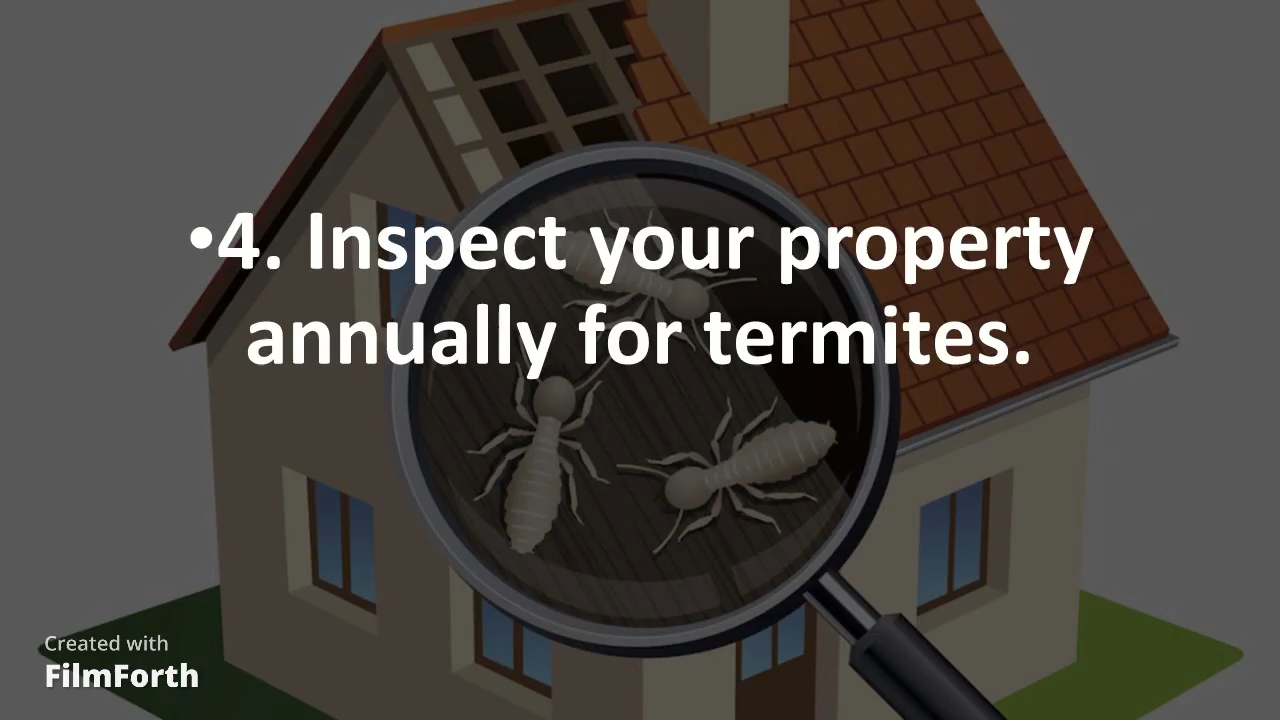 •4. Inspect your property
annually for termites.
Created with
FilmForth